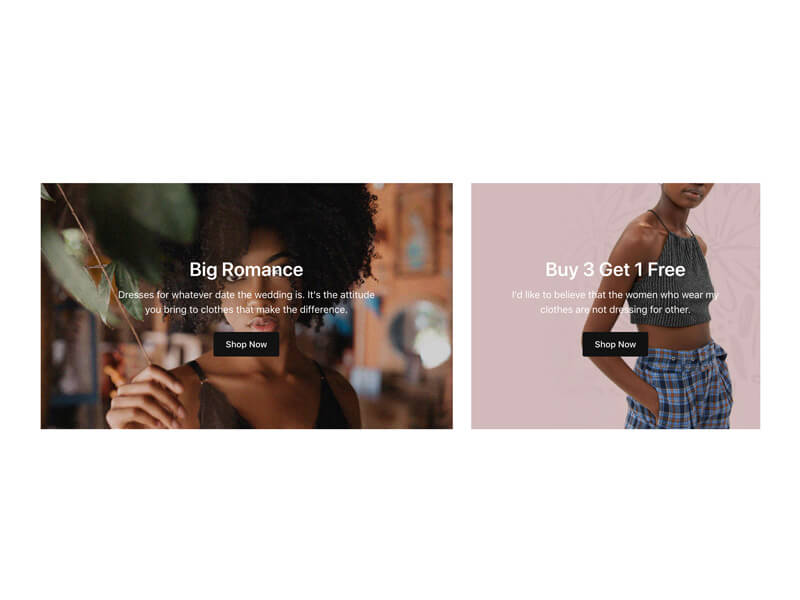 Big Romance
Dresses for whatever date the wedding is. It's the attitude
you bring to clothes that make the difference.
Shop Now
Buy 3 Get 1 Free
I'd like to believe that the women who wear my
clothes are not dressing for other.
Shop Now